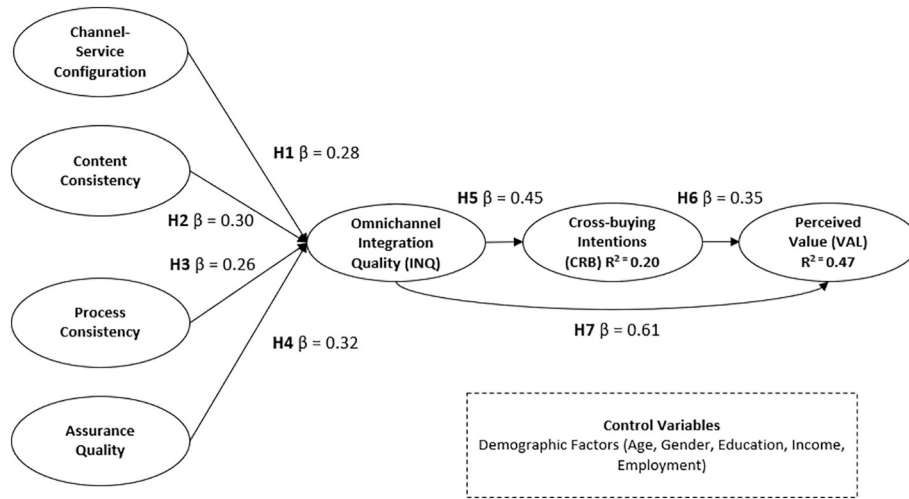 Channel-
Service
Configuration
H1 β = 0.28
Content
Consistency
H2 β = 0.30
H3 β = 0.26
Process
Consistency
H4 β = 0.32
Assurance
Quality
Omnichannel
Integration
Quality (INQ)
H5 β = 0.45
Cross-buying
Intentions
(CRB) R² = 0.20
H6 β = 0.35
Perceived
Value (VAL)
R² = 0.47
H7 β = 0.61
Control Variables
Demographic Factors (Age, Gender, Education, Income,
Employment)